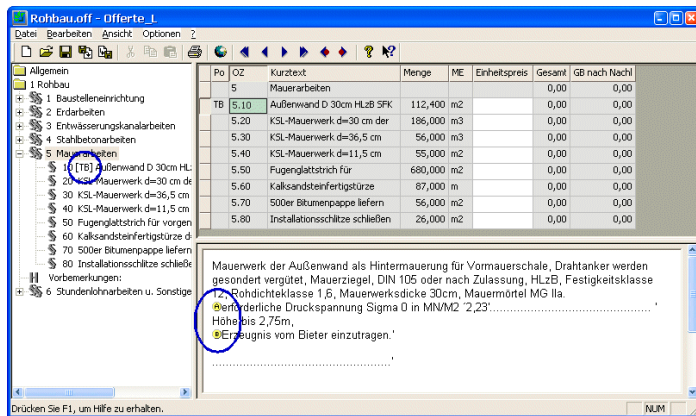 Rohbau.off - Offerte_L
Datei Bearbeiten Ansicht Optionen ?
Allgemein
1 Rohbau
1 Baustelleneinrichtung
2 Erdarbeiten
3 Entwässerungskanalarbeiten
4 Stahlbetonarbeiten
5 Mauerarbeiten
10 [TB] Außenwand D 30cm HL:
20 KSL-Mauerwerk d=30 cm de
30 KSL-Mauerwerk d=36,5 cm
40 KSL-Mauerwerk d=11,5 cm
50 Fugenglattstrich für vorgen
60 Kalksandsteinfertigstürze d
70 500er Bitumenpappe liefern
80 Installationsschlitze schließe
Vorbemerkungen:
6 Stundenlohnarbeiten u. Sonstige
Po OZ Kurztext Menge ME Einheitspreis Gesamt GB nach Nachl
5 Mauerarbeiten 0,00 0,00
TB 5.10 Außenwand D 30cm HLzB SFK 112,400 m2 0,00 0,00
5.20 KSL-Mauerwerk d=30 cm der 186,000 m3 0,00 0,00
5.30 KSL-Mauerwerk d=36,5 cm 56,000 m3 0,00 0,00
5.40 KSL-Mauerwerk d=11,5 cm 55,000 m2 0,00 0,00
5.50 Fugenglattstrich für 680,000 m2 0,00 0,00
5.60 Kalksandsteinfertigstürze 87,000 m 0,00 0,00
5.70 500er Bitumenpappe liefern 56,000 m2 0,00 0,00
5.80 Installationsschlitze schließen 26,000 m2 0,00 0,00
Mauerwerk der Außenwand als Hintermauerung für Vormauerschale, Drahtanker werden
gesondert vergütet, Mauerziegel, DIN 105 oder nach Zulassung, HLzB, Festigkeitsklasse
12, Rohdichteklasse 1,6, Mauerwerksdicke 30cm, Mauermörtel MG IIa.
erforderliche Druckspannung Sigma 0 in MN/M2 '2,23'.................................................. '
Höhe bis 2,75m,
Erzeugnis vom Bieter einzutragen.'
........................................................'
Drücken Sie F1, um Hilfe zu erhalten.
NUM